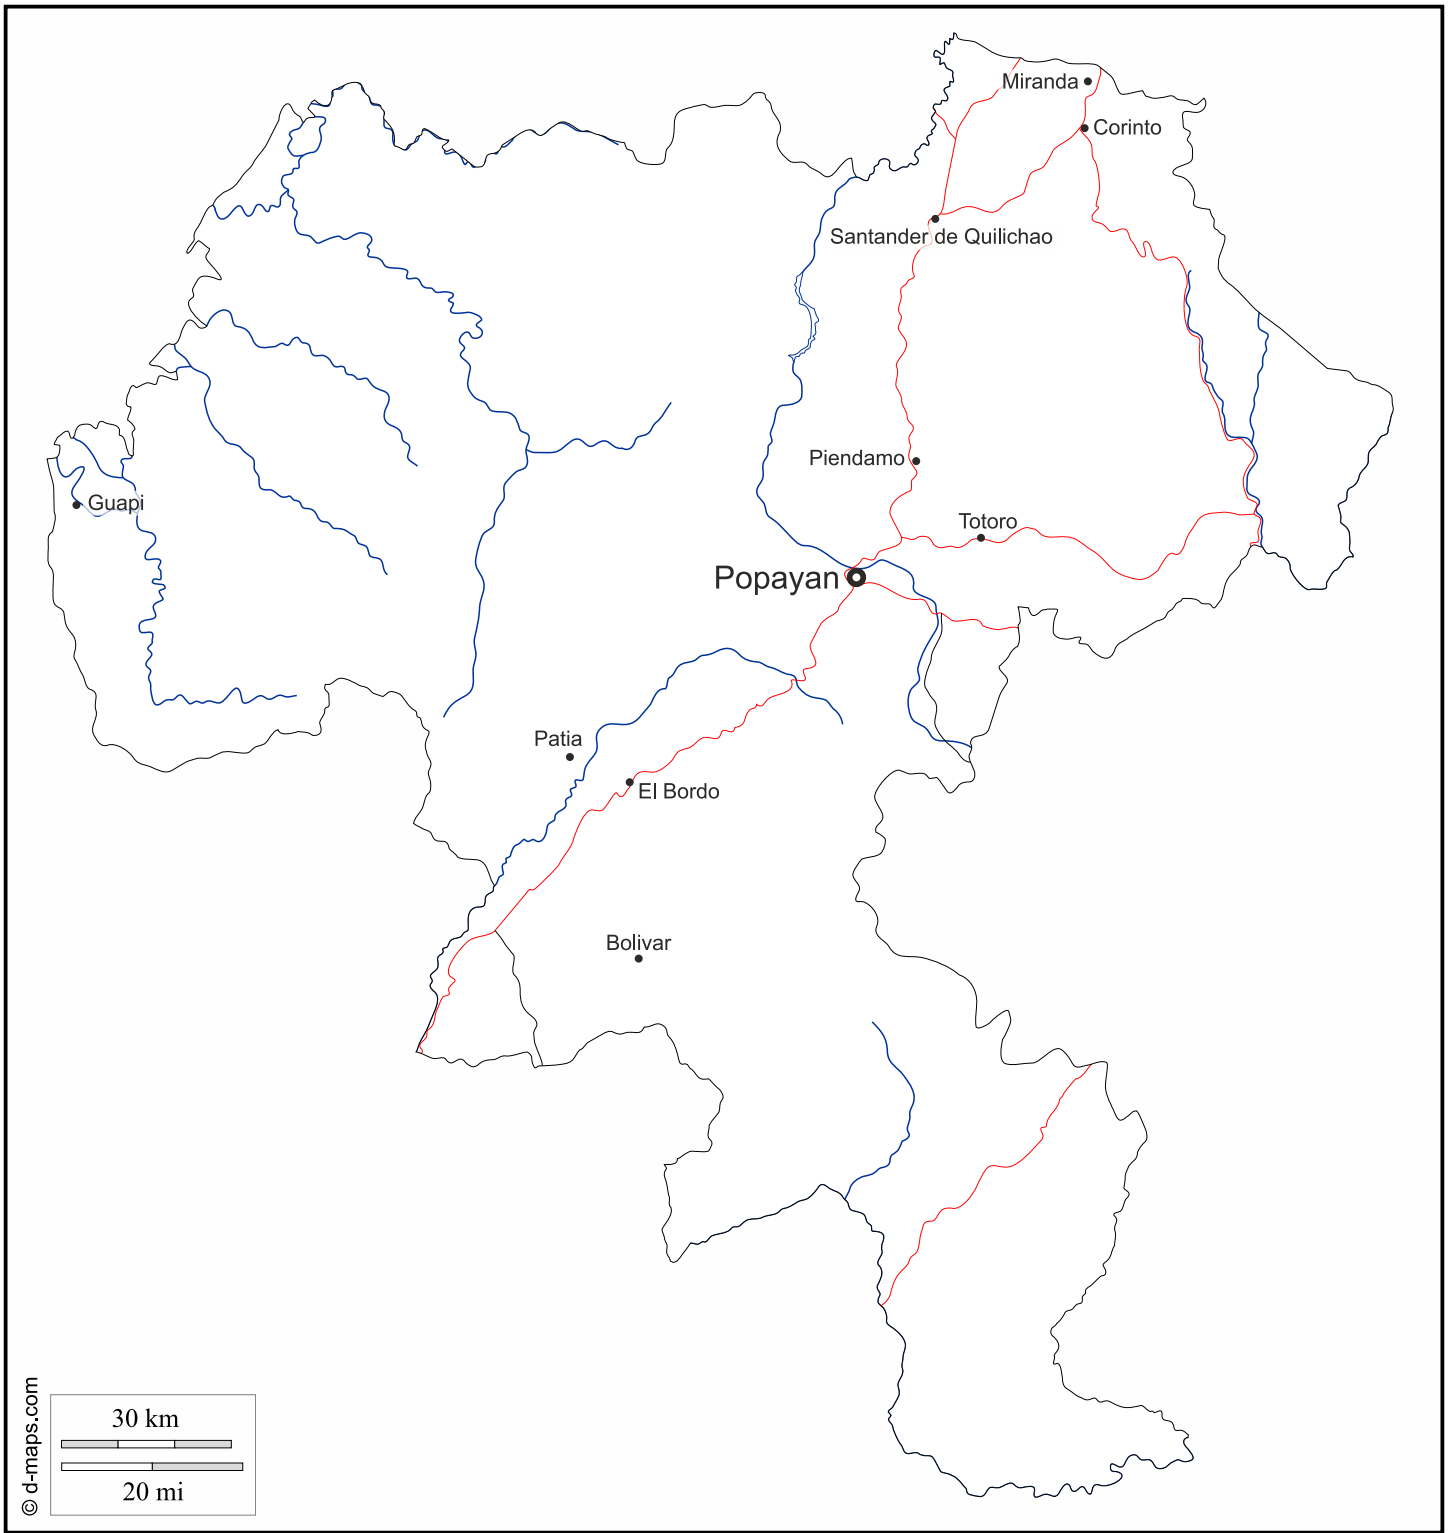 Miranda
Corinto
Santander de Quilichao
Piendamo
Guapi
Totoro
Popayan
Patia
El Bordo
Bolivar
30 km
20 mi
© d-maps.com